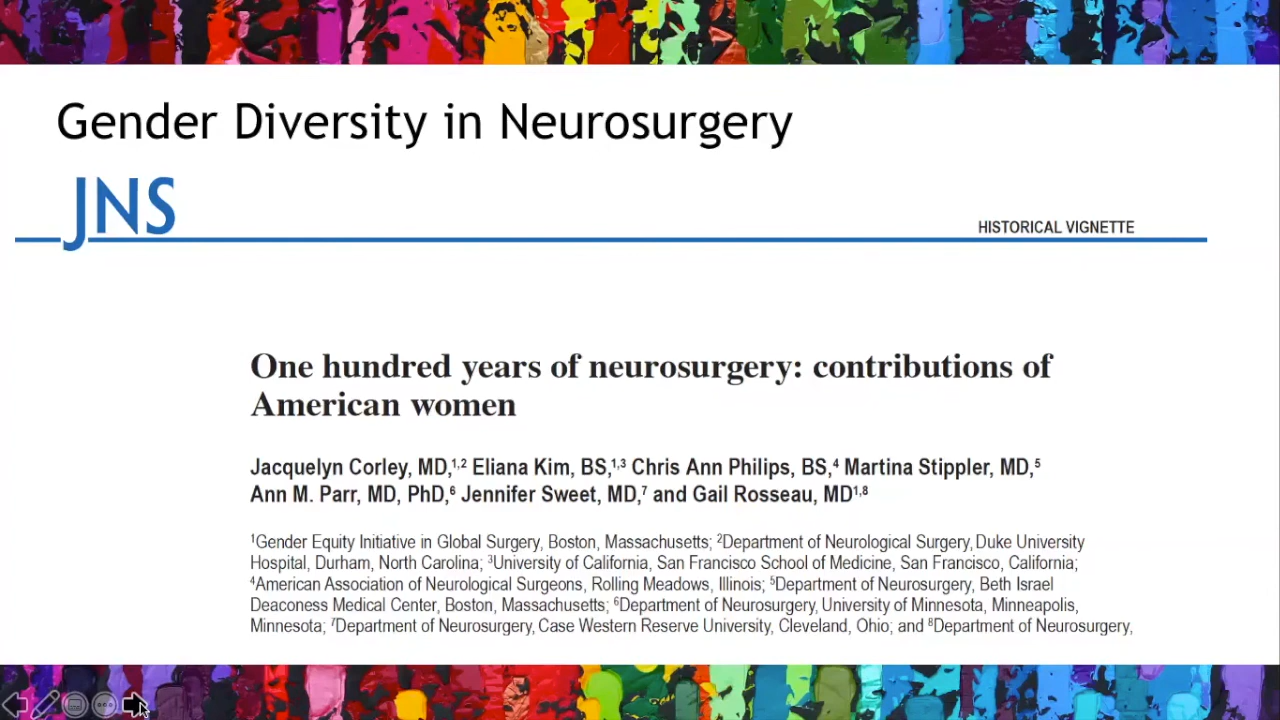 Gender Diversity in Neurosurgery
JNS
HISTORICAL VIGNETTE
One hundred years of neurosurgery: contributions of
American women
Jacquelyn Corley, MD,¹,² Eliana Kim, BS,¹,³ Chris Ann Philips, BS,⁴ Martina Stippler, MD,⁵
Ann M. Parr, MD, PhD,⁶ Jennifer Sweet, MD,⁷ and Gail Rosseau, MD¹,⁸
¹Gender Equity Initiative in Global Surgery, Boston, Massachusetts; ²Department of Neurological Surgery, Duke University
Hospital, Durham, North Carolina; ³University of California, San Francisco School of Medicine, San Francisco, California;
⁴American Association of Neurological Surgeons, Rolling Meadows, Illinois; ⁵Department of Neurosurgery, Beth Israel
Deaconess Medical Center, Boston, Massachusetts; ⁶Department of Neurosurgery, University of Minnesota, Minneapolis,
Minnesota; ⁷Department of Neurosurgery, Case Western Reserve University, Cleveland, Ohio; and ⁸Department of Neurosurgery,